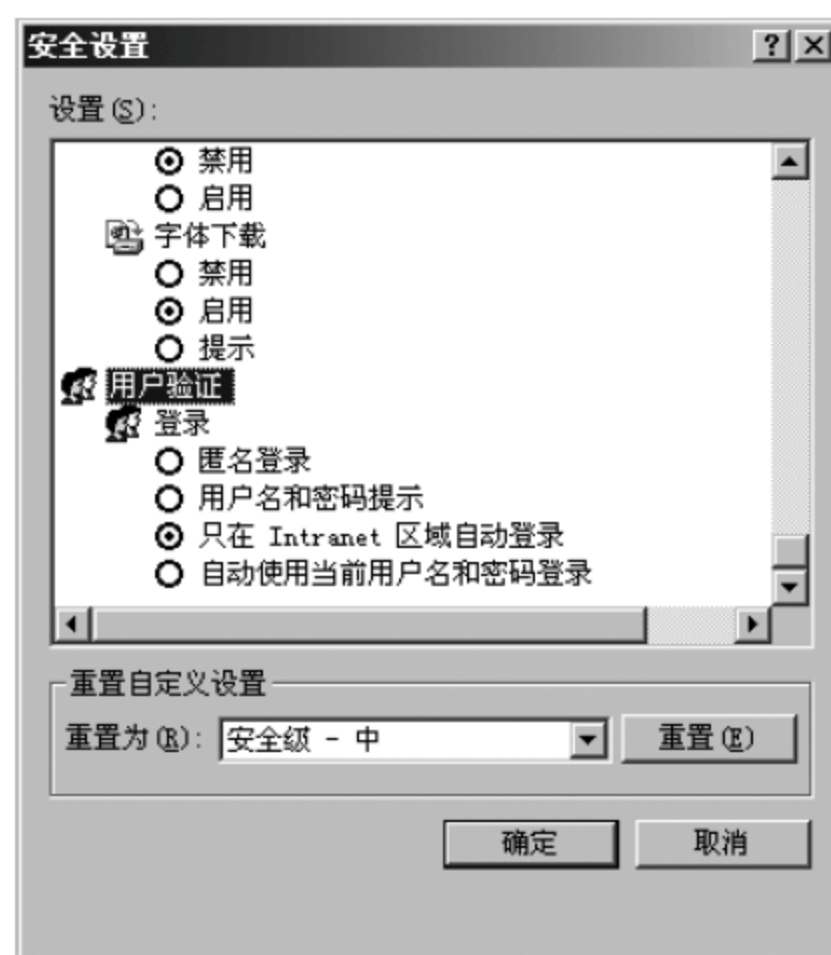 安全设置
设置(S):
禁用
启用
字体下载
禁用
启用
提示
用户验证
登录
匿名登录
用户名和密码提示
只在 Intranet 区域自动登录
自动使用当前用户名和密码登录
重置自定义设置
重置为(R): 安全级 - 中 重置(E)
确定 取消